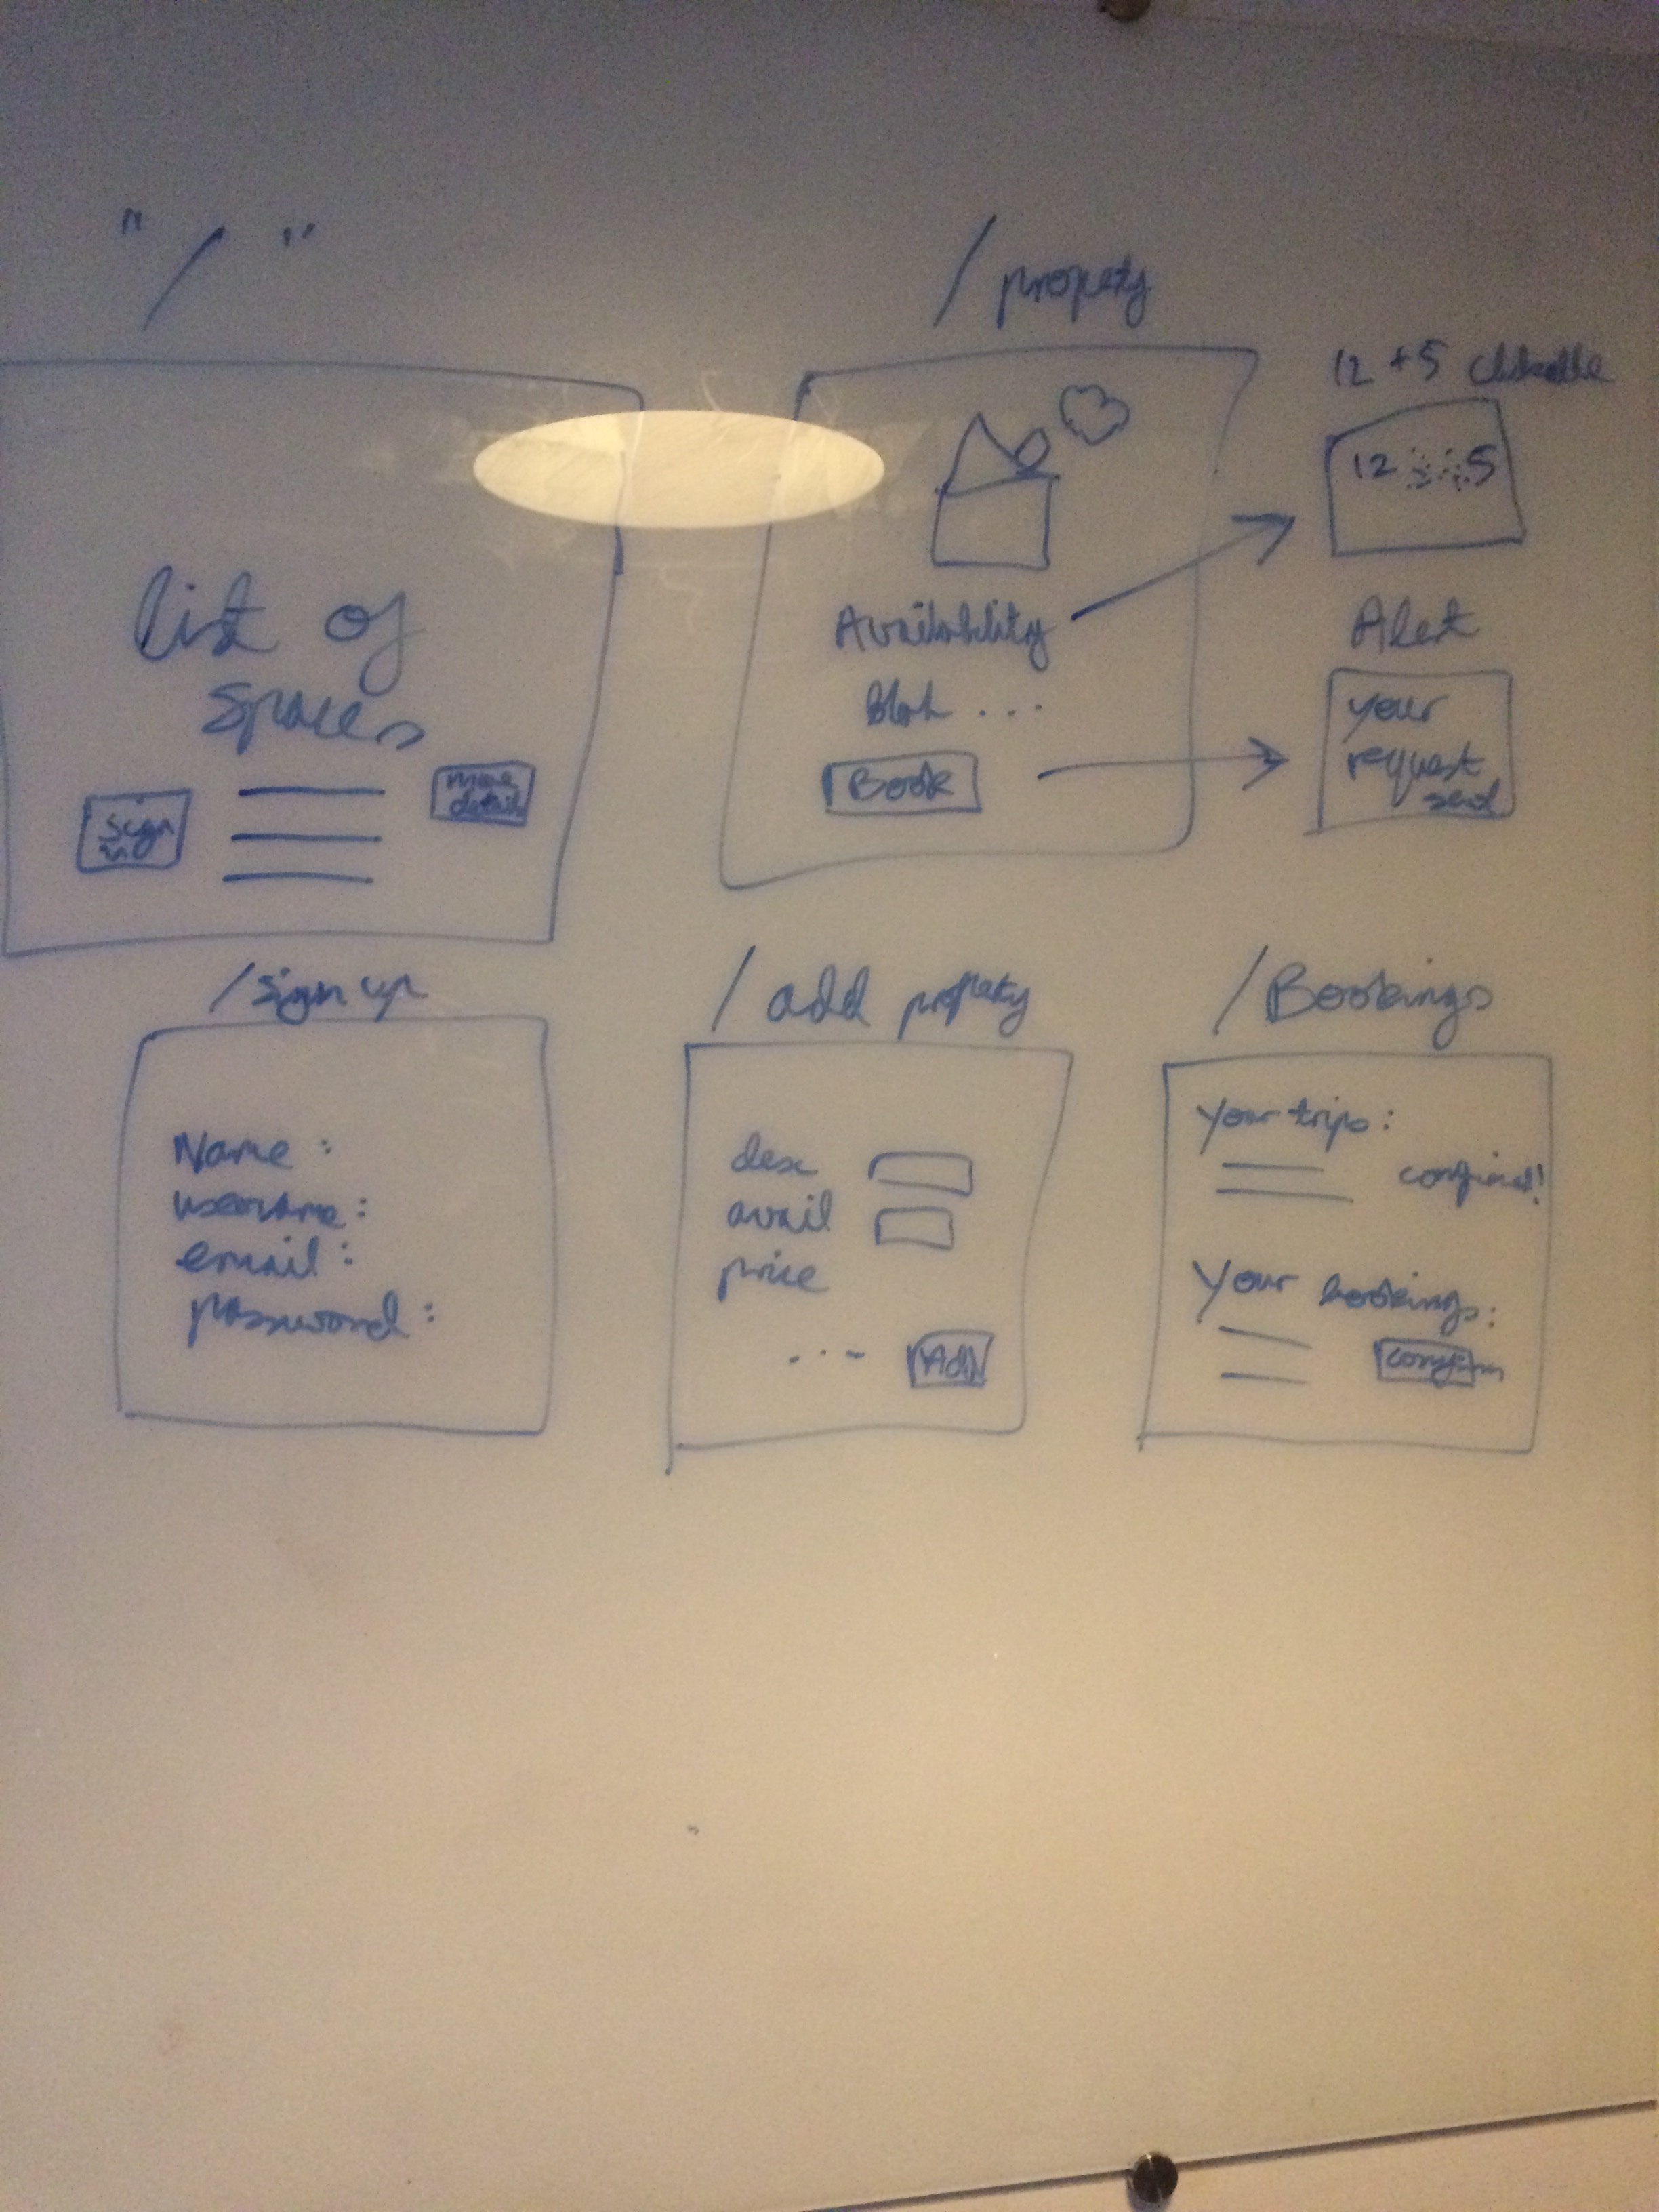 "/"
list of
spaces
sign
in
more
details
/property
Availability
Blah ...
Book
12 + 5 clickable
12 5
Alert
your
request
sent
/sign up
Name :
username :
email :
password :
/ add property
desc
avail
price
... Add
/Bookings
Your trips :
confirmed!
Your bookings :
confirm